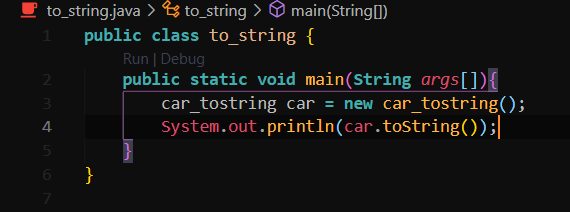 to_string.java > to_string > main(String[])
1 public class to_string {
Run | Debug
2 public static void main(String args[]){
3 car_tostring car = new car_tostring();
4 System.out.println(car.toString());
5 }
6 }
7